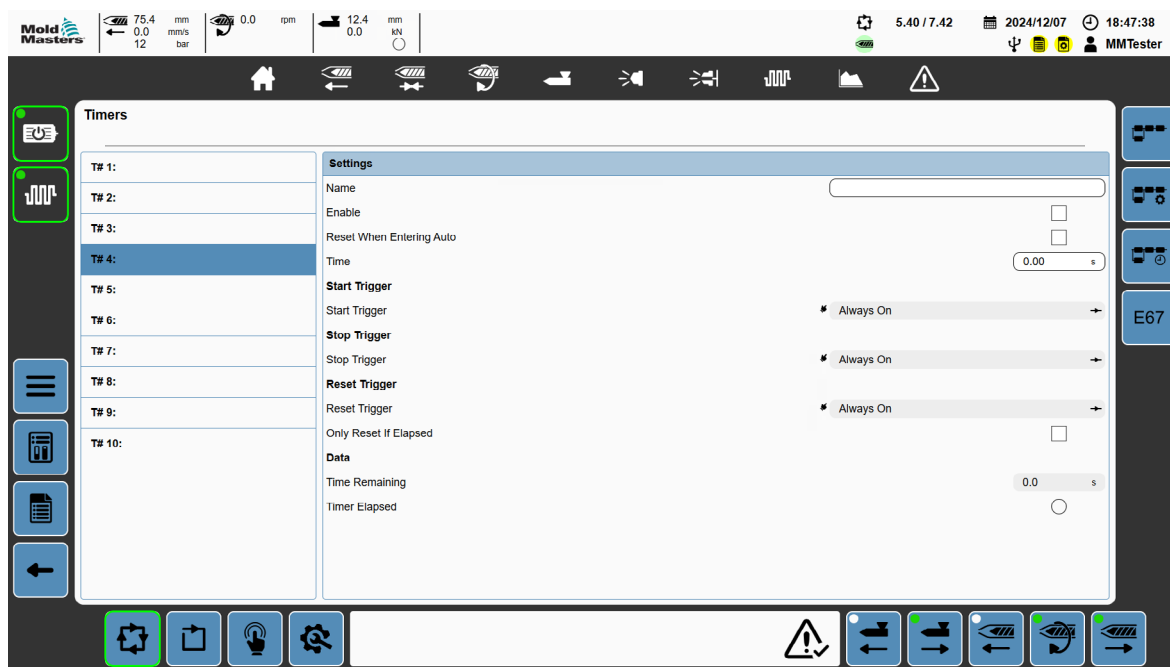 Mold
Masters
75.4 mm
0.0 mm/s
12 bar
0.0 rpm
12.4 mm
0.0 kN
5.40 / 7.42
2024/12/07
18:47:38
MMTester
Timers
T# 1:
T# 2:
T# 3:
T# 4:
T# 5:
T# 6:
T# 7:
T# 8:
T# 9:
T# 10:
Settings
Name
Enable
Reset When Entering Auto
Time 0.00 s
Start Trigger
Start Trigger Always On
Stop Trigger
Stop Trigger Always On
Reset Trigger
Reset Trigger Always On
Only Reset If Elapsed
Data
Time Remaining 0.0 s
Timer Elapsed
E67